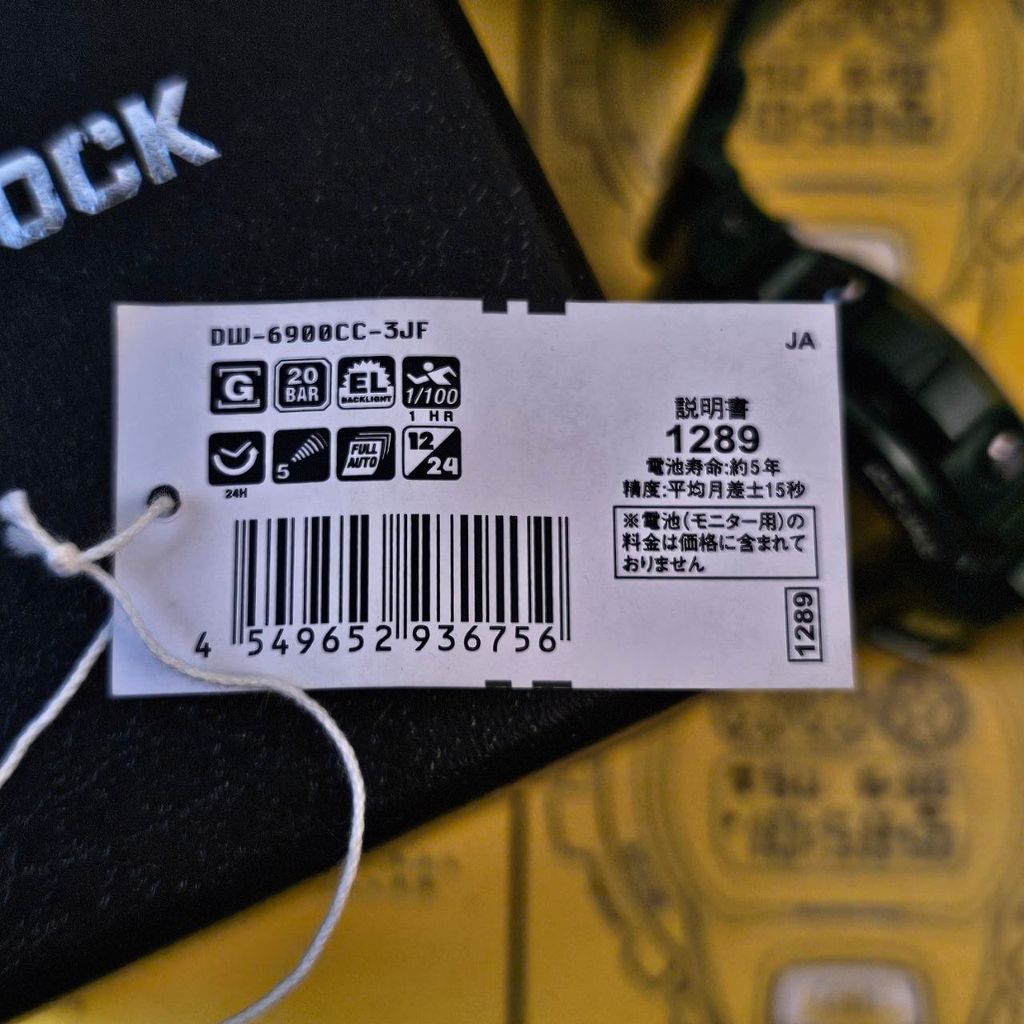 OCK
DW-6900CC-3JF
JA
G
20
BAR
EL
BACKLIGHT
1/100
1 HR
24H
5
FULL
AUTO
12
24
4 549652 936756
説明書
1289
電池寿命:約5年
精度:平均月差±15秒
※電池(モニター用)の
料金は価格に含まれて
おりません
1289